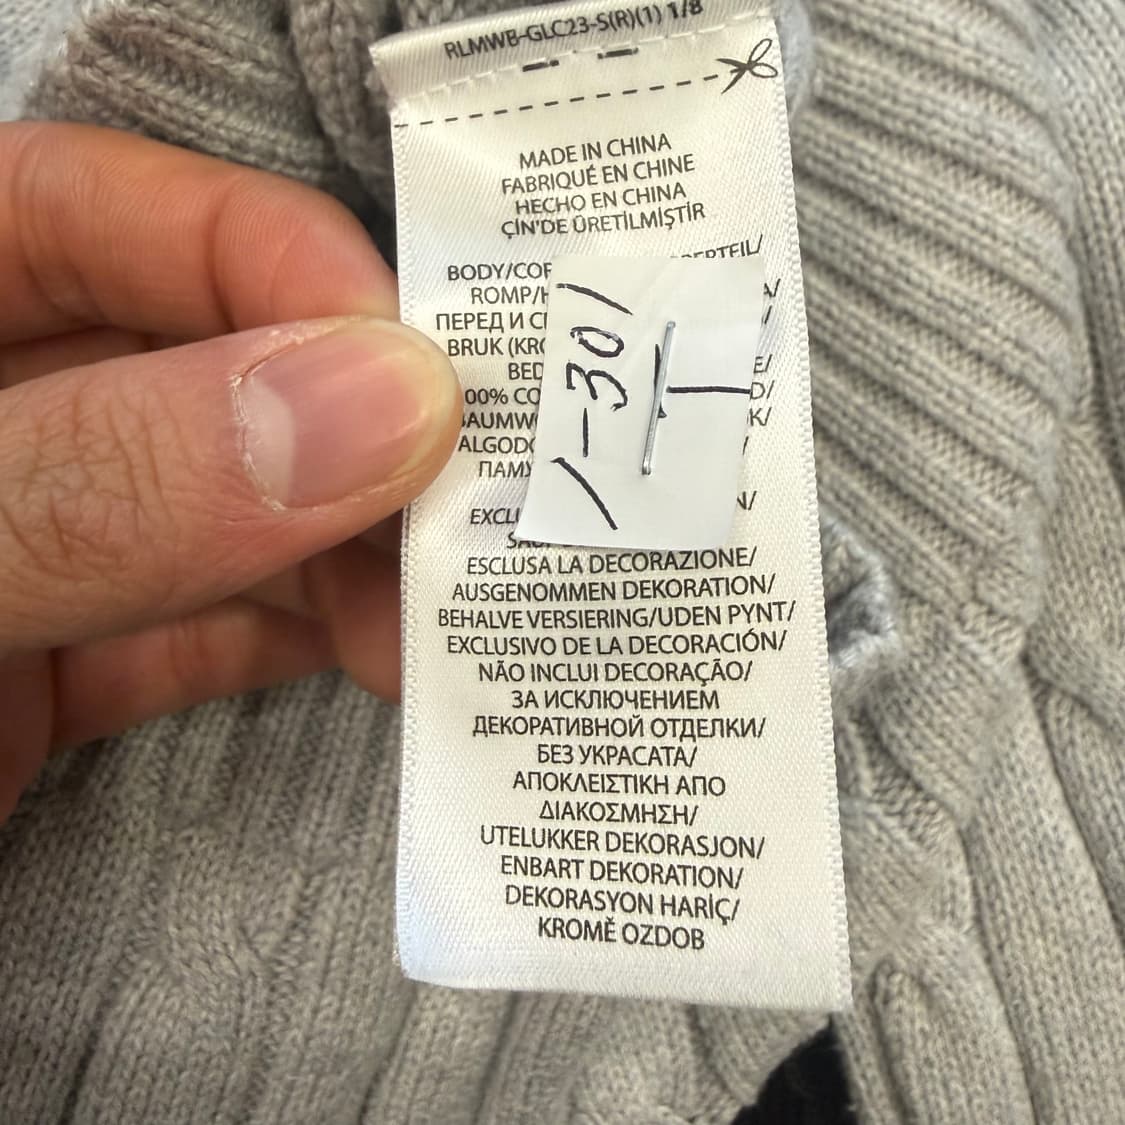 RLMWB-GLC23-S(R)(1) 1/8
MADE IN CHINA
FABRIQUÉ EN CHINE
HECHO EN CHINA
ÇİN'DE ÜRETİLMİŞTİR
BODY/
ROMP/
ПЕРЕД И
BRUK
100%
ESCLUSA LA DECORAZIONE/
AUSGENOMMEN DEKORATION/
BEHALVE VERSIERING/UDEN PYNT/
EXCLUSIVO DE LA DECORACIÓN/
NÃO INCLUI DECORAÇÃO/
ЗА ИСКЛЮЧЕНИЕМ
ДЕКОРАТИВНОЙ ОТДЕЛКИ/
БЕЗ УКРАСАТА/
ΑΠΟΚΛΕΙΣΤΙΚΗ ΑΠΟ
ΔΙΑΚΟΣΜΗΣΗ/
UTELUKKER DEKORASJON/
ENBART DEKORATION/
DEKORASYON HARİÇ/
KROMĚ OZDOB
1-301